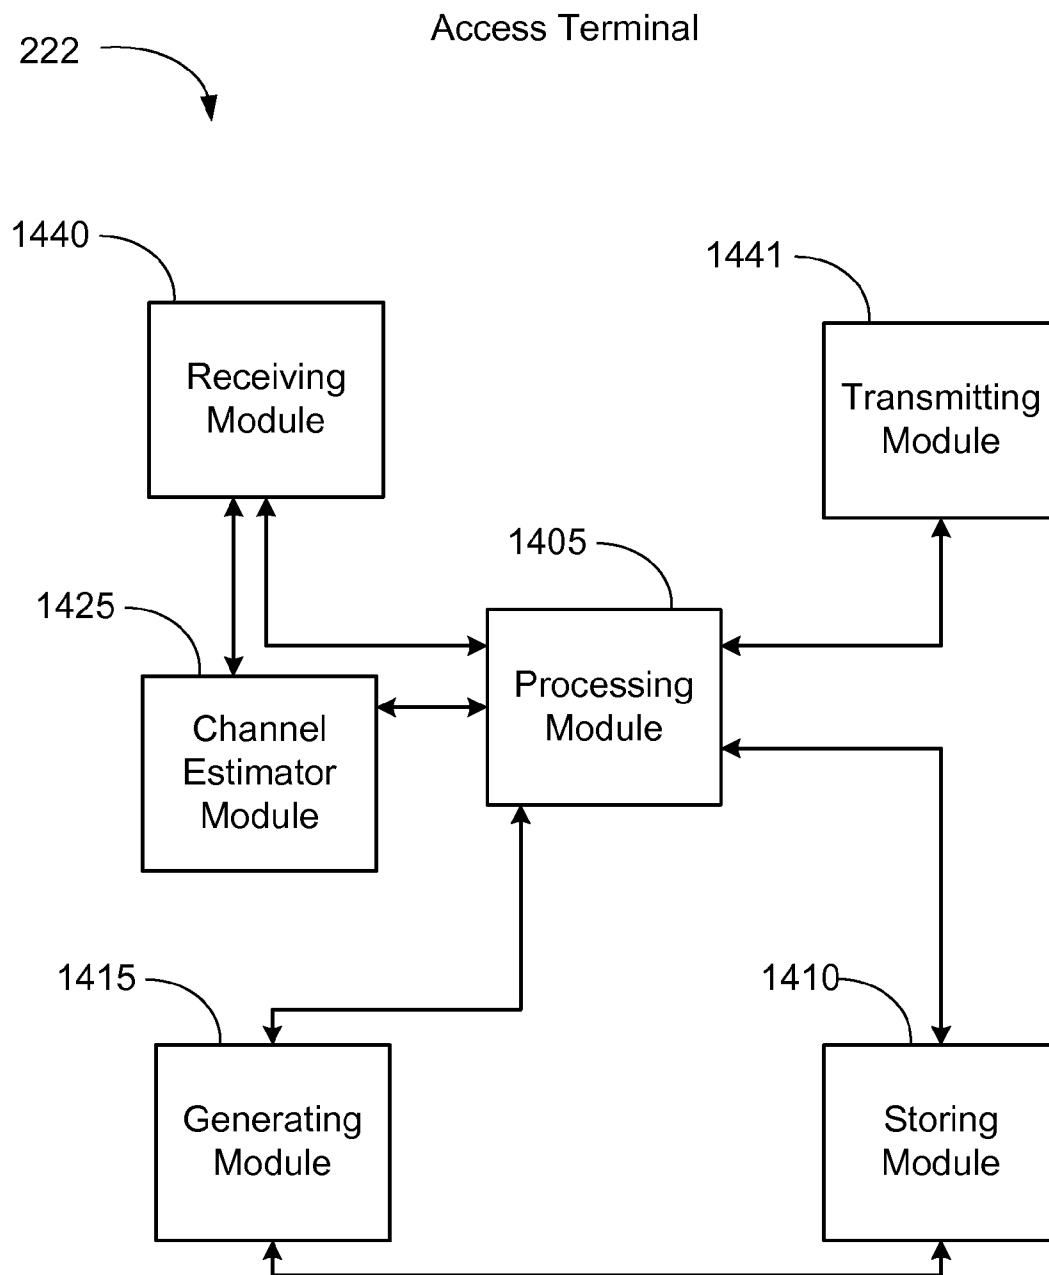 Access Terminal
222
1440
1441
Receiving
Module
Transmitting
Module
1405
1425
Processing
Module
Channel
Estimator
Module
1415
1410
Generating
Module
Storing
Module